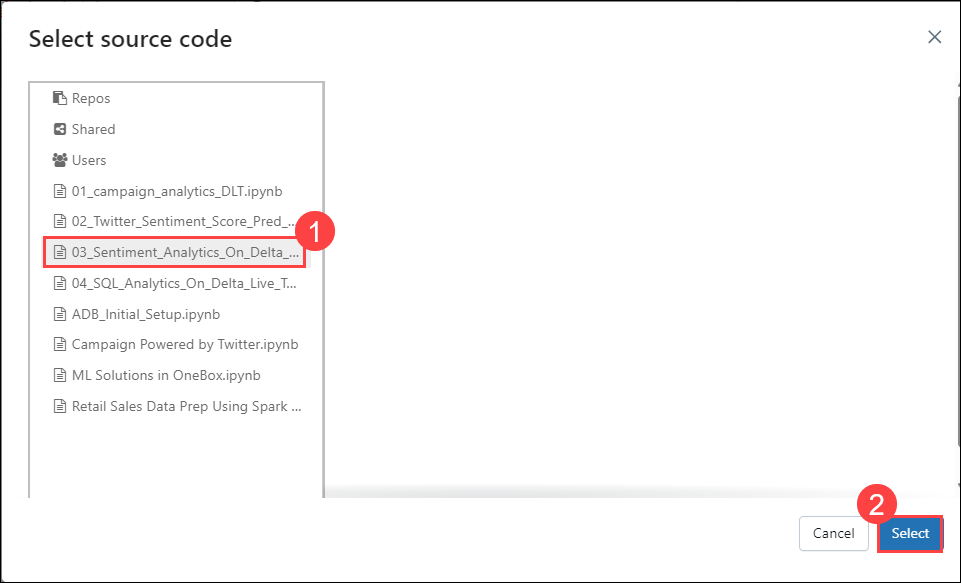 Select source code
Repos
Shared
Users
01_campaign_analytics_DLT.ipynb
02_Twitter_Sentiment_Score_Pred_...
1
03_Sentiment_Analytics_On_Delta_...
04_SQL_Analytics_On_Delta_Live_T...
ADB_Initial_Setup.ipynb
Campaign Powered by Twitter.ipynb
ML Solutions in OneBox.ipynb
Retail Sales Data Prep Using Spark ...
2
Cancel
Select